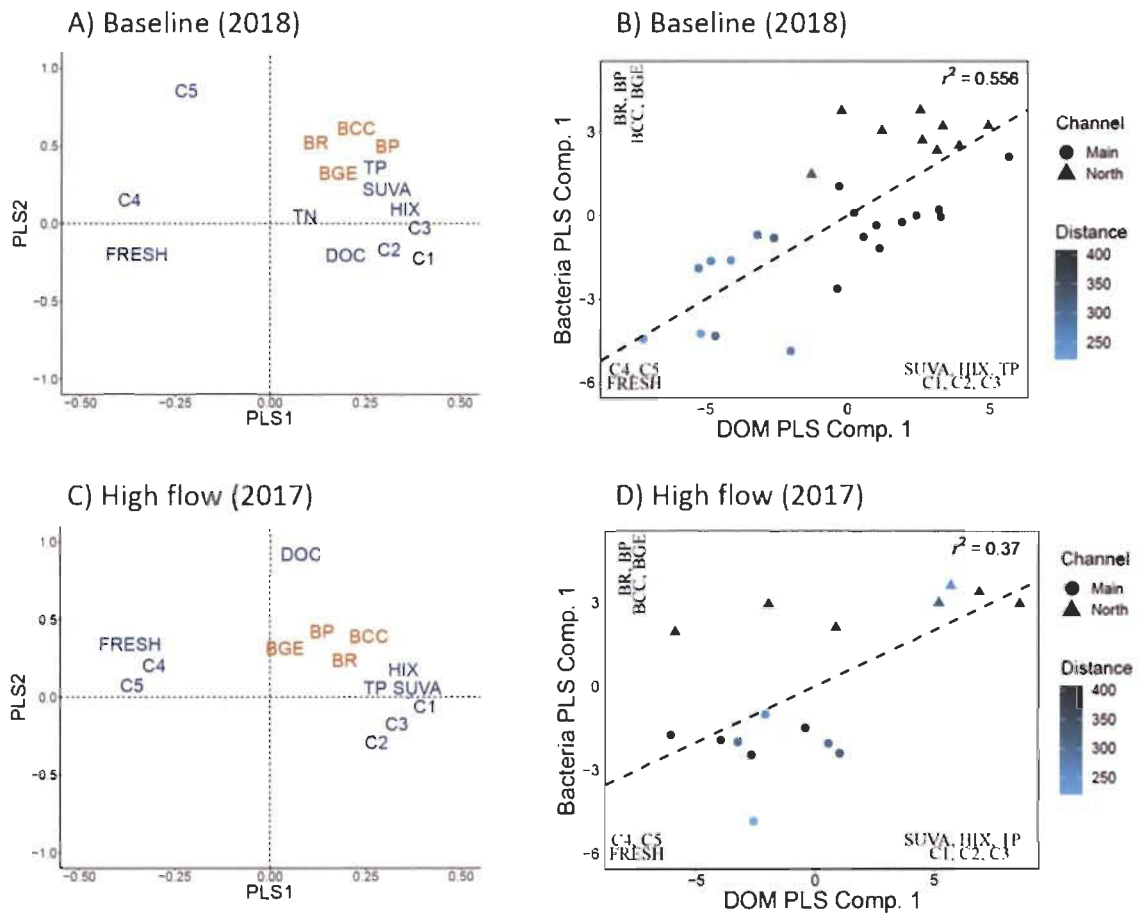 A) Baseline (2018)
B) Baseline (2018)
1.0
0.5
0.0
−0.5
−1.0
PLS2
C5
BCC
BR
BP
TP
BGE
SUVA
C4
HIX
TN
C3
FRESH
DOC
C2
C1
−0.50
−0.25
0.00
0.25
0.50
PLS1
BR, BP
BCC, BGE
r² = 0.556
3
0
−3
−6
Bacteria PLS Comp. 1
C4, C5
FRESH
SUVA, HIX, TP
C1, C2, C3
−5
0
5
DOM PLS Comp. 1
Channel
Main
North
Distance
400
350
300
250
C) High flow (2017)
D) High flow (2017)
1.0
0.5
0.0
−0.5
−1.0
PLS2
DOC
BP
BCC
FRESH
BGE
BR
C4
HIX
C5
TP SUVA
C1
C3
C2
−0.50
−0.25
0.00
0.25
0.50
PLS1
BR, BP
BCC, BGE
r² = 0.37
3
0
−3
−6
Bacteria PLS Comp. 1
C4, C5
FRESH
SUVA, HIX, TP
C1, C2, C3
−5
0
5
DOM PLS Comp. 1
Channel
Main
North
Distance
400
350
300
250